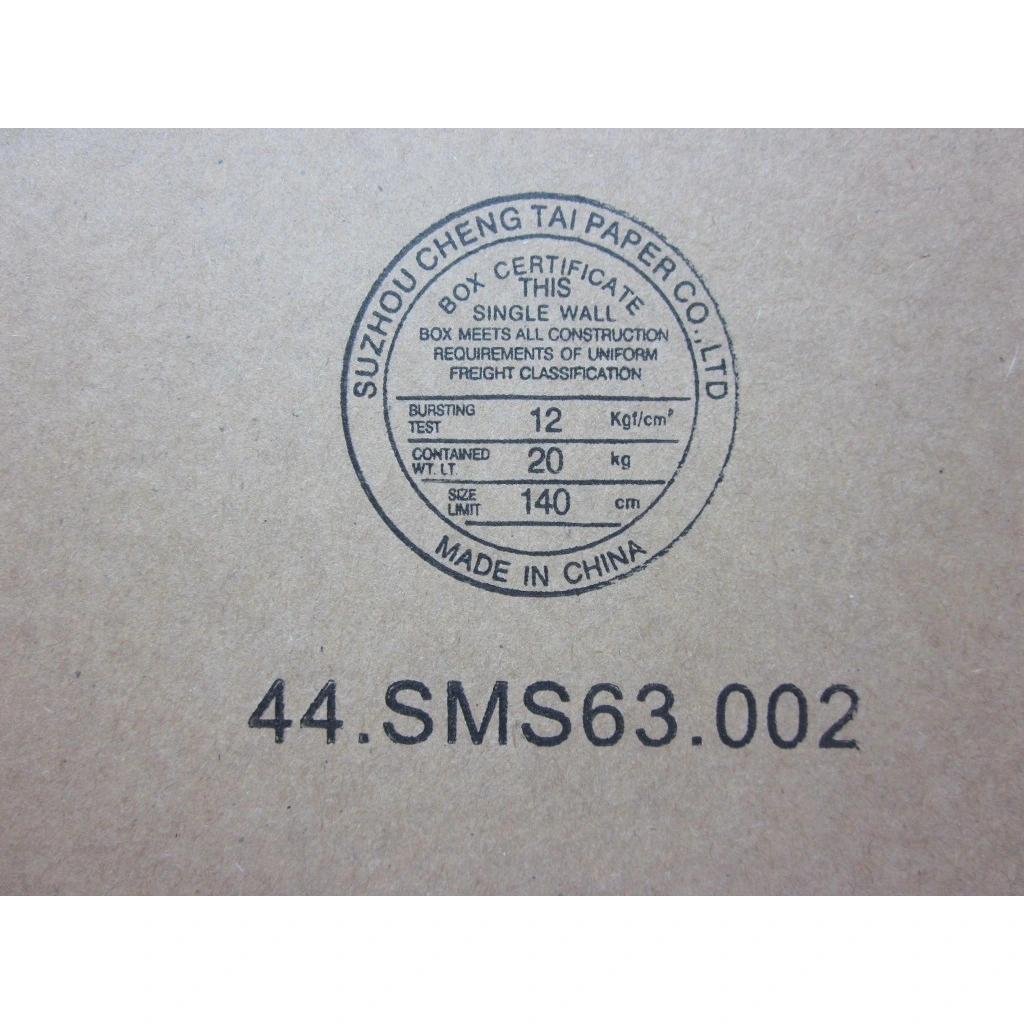 SUZHOU CHENG TAI PAPER CO.,LTD
BOX CERTIFICATE
THIS
SINGLE WALL
BOX MEETS ALL CONSTRUCTION
REQUIREMENTS OF UNIFORM
FREIGHT CLASSIFICATION
BURSTING TEST 12 Kgf/cm²
CONTAINED WT. LT. 20 kg
SIZE LIMIT 140 cm
MADE IN CHINA
44.SMS63.002